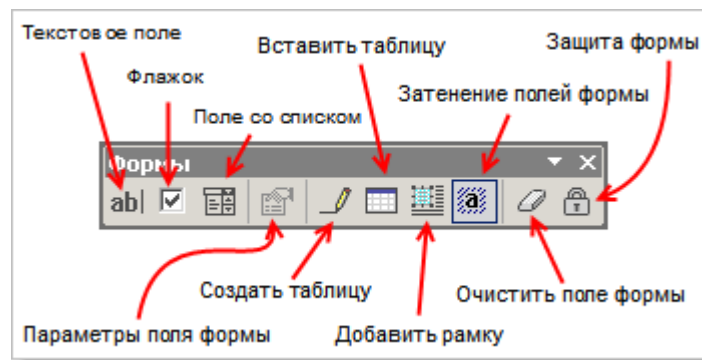 Текстовое поле
Вставить таблицу
Защита формы
Флажок
Затенение полей формы
Поле со списком
Формы
ab|
a
Создать таблицу
Очистить поле формы
Параметры поля формы
Добавить рамку